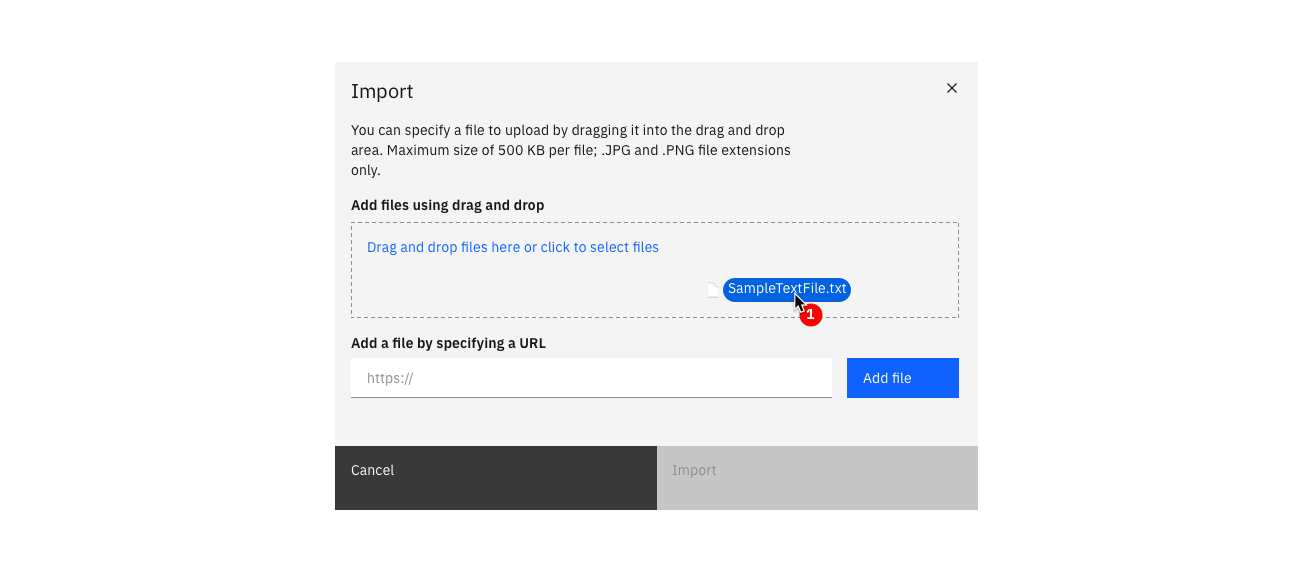 Import
You can specify a file to upload by dragging it into the drag and drop
area. Maximum size of 500 KB per file; .JPG and .PNG file extensions
only.
Add files using drag and drop
Drag and drop files here or click to select files
SampleTextFile.txt
1
Add a file by specifying a URL
https://
Add file
Cancel
Import